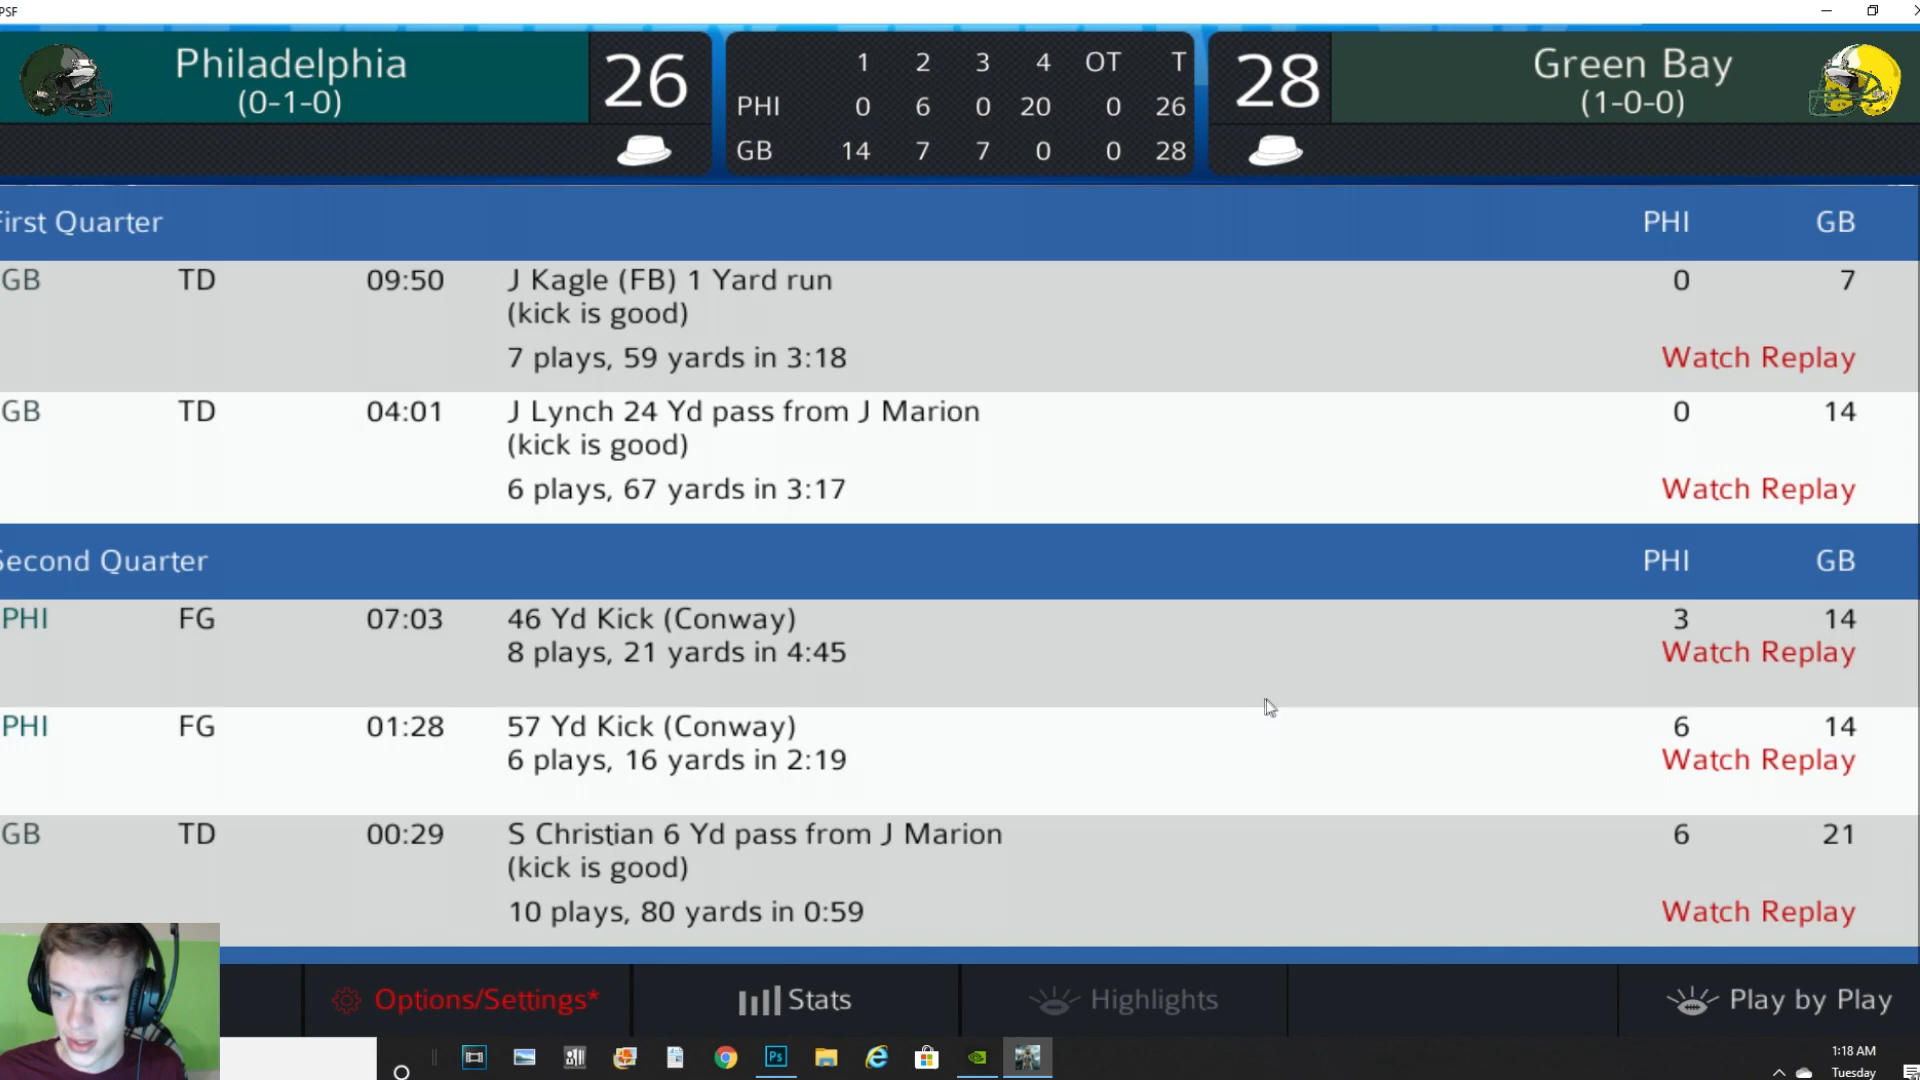 PSF
Philadelphia
(0-1-0)
26
1 2 3 4 OT T
PHI 0 6 0 20 0 26
GB 14 7 7 0 0 28
28
Green Bay
(1-0-0)
First Quarter PHI GB
GB TD 09:50 J Kagle (FB) 1 Yard run 0 7
(kick is good)
7 plays, 59 yards in 3:18 Watch Replay
GB TD 04:01 J Lynch 24 Yd pass from J Marion 0 14
(kick is good)
6 plays, 67 yards in 3:17 Watch Replay
Second Quarter PHI GB
PHI FG 07:03 46 Yd Kick (Conway) 3 14
8 plays, 21 yards in 4:45 Watch Replay
PHI FG 01:28 57 Yd Kick (Conway) 6 14
6 plays, 16 yards in 2:19 Watch Replay
GB TD 00:29 S Christian 6 Yd pass from J Marion 6 21
(kick is good)
10 plays, 80 yards in 0:59 Watch Replay
Options/Settings* Stats Highlights Play by Play
Ps
1:18 AM
Tuesday